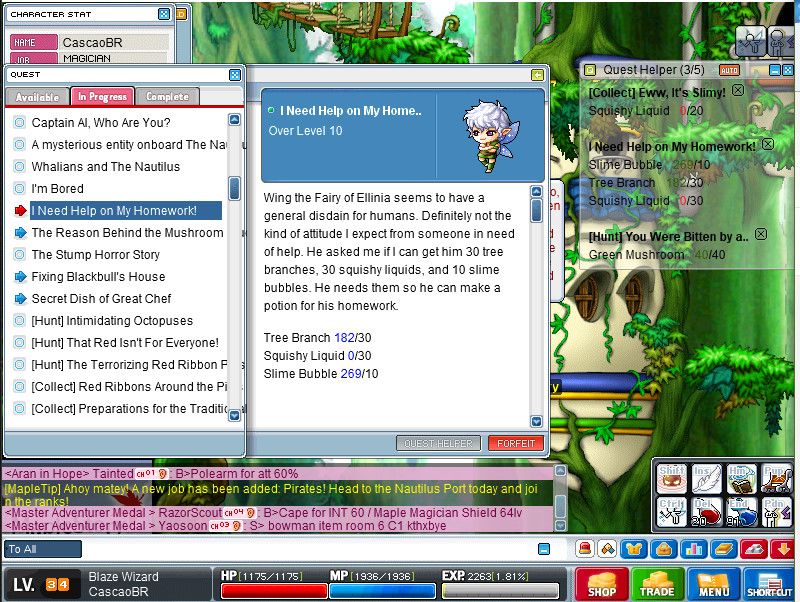 CHARACTER STAT
NAME
CascaoBR
JOB
MAGICIAN
QUEST
Available
In Progress
Complete
Captain AI, Who Are You?
A mysterious entity onboard The Nau
Whalians and The Nautilus
I'm Bored
I Need Help on My Homework!
The Reason Behind the Mushroom
The Stump Horror Story
Fixing Blackbull's House
Secret Dish of Great Chef
[Hunt] Intimidating Octopuses
[Hunt] That Red Isn't For Everyone!
[Hunt] The Terrorizing Red Ribbon P
[Collect] Red Ribbons Around the Pi
[Collect] Preparations for the Traditional
I Need Help on My Home..
Over Level 10
Wing the Fairy of Ellinia seems to have a
general disdain for humans. Definitely not the
kind of attitude I expect from someone in need
of help. He asked me if I can get him 30 tree
branches, 30 squishy liquids, and 10 slime
bubbles. He needs them so he can make a
potion for his homework.
Tree Branch 182/30
Squishy Liquid 0/30
Slime Bubble 269/10
QUEST HELPER
FORFEIT
Quest Helper (3/5)
AUTO
[Collect] Eww, It's Slimy!
Squishy Liquid 0/20
I Need Help on My Homework!
Slime Bubble 269/10
Tree Branch 182/30
Squishy Liquid 0/30
[Hunt] You Were Bitten by a..
Green Mushroom 40/40
<Aran in Hope> Tainted CH01: B>Polearm for att 60%
[MapleTip] Ahoy matey! A new job has been added: Pirates! Head to the Nautilus Port today and joi
n the ranks!
<Master Adventurer Medal > RazorScout CH04: B>Cape for INT 60 / Maple Magician Shield 64lv
<Master Adventurer Medal > Yaosoon CH03: S> bowman item room 6 C1 kthxbye
Shift
Ins
Hm
Pup
Ctrl
Del
End
Pdn
To All
LV. 34
Blaze Wizard
CascaoBR
HP [1175/1175]
MP [1936/1936]
EXP. 2263[1.81%]
SHOP
TRADE
MENU
SHORTCUT